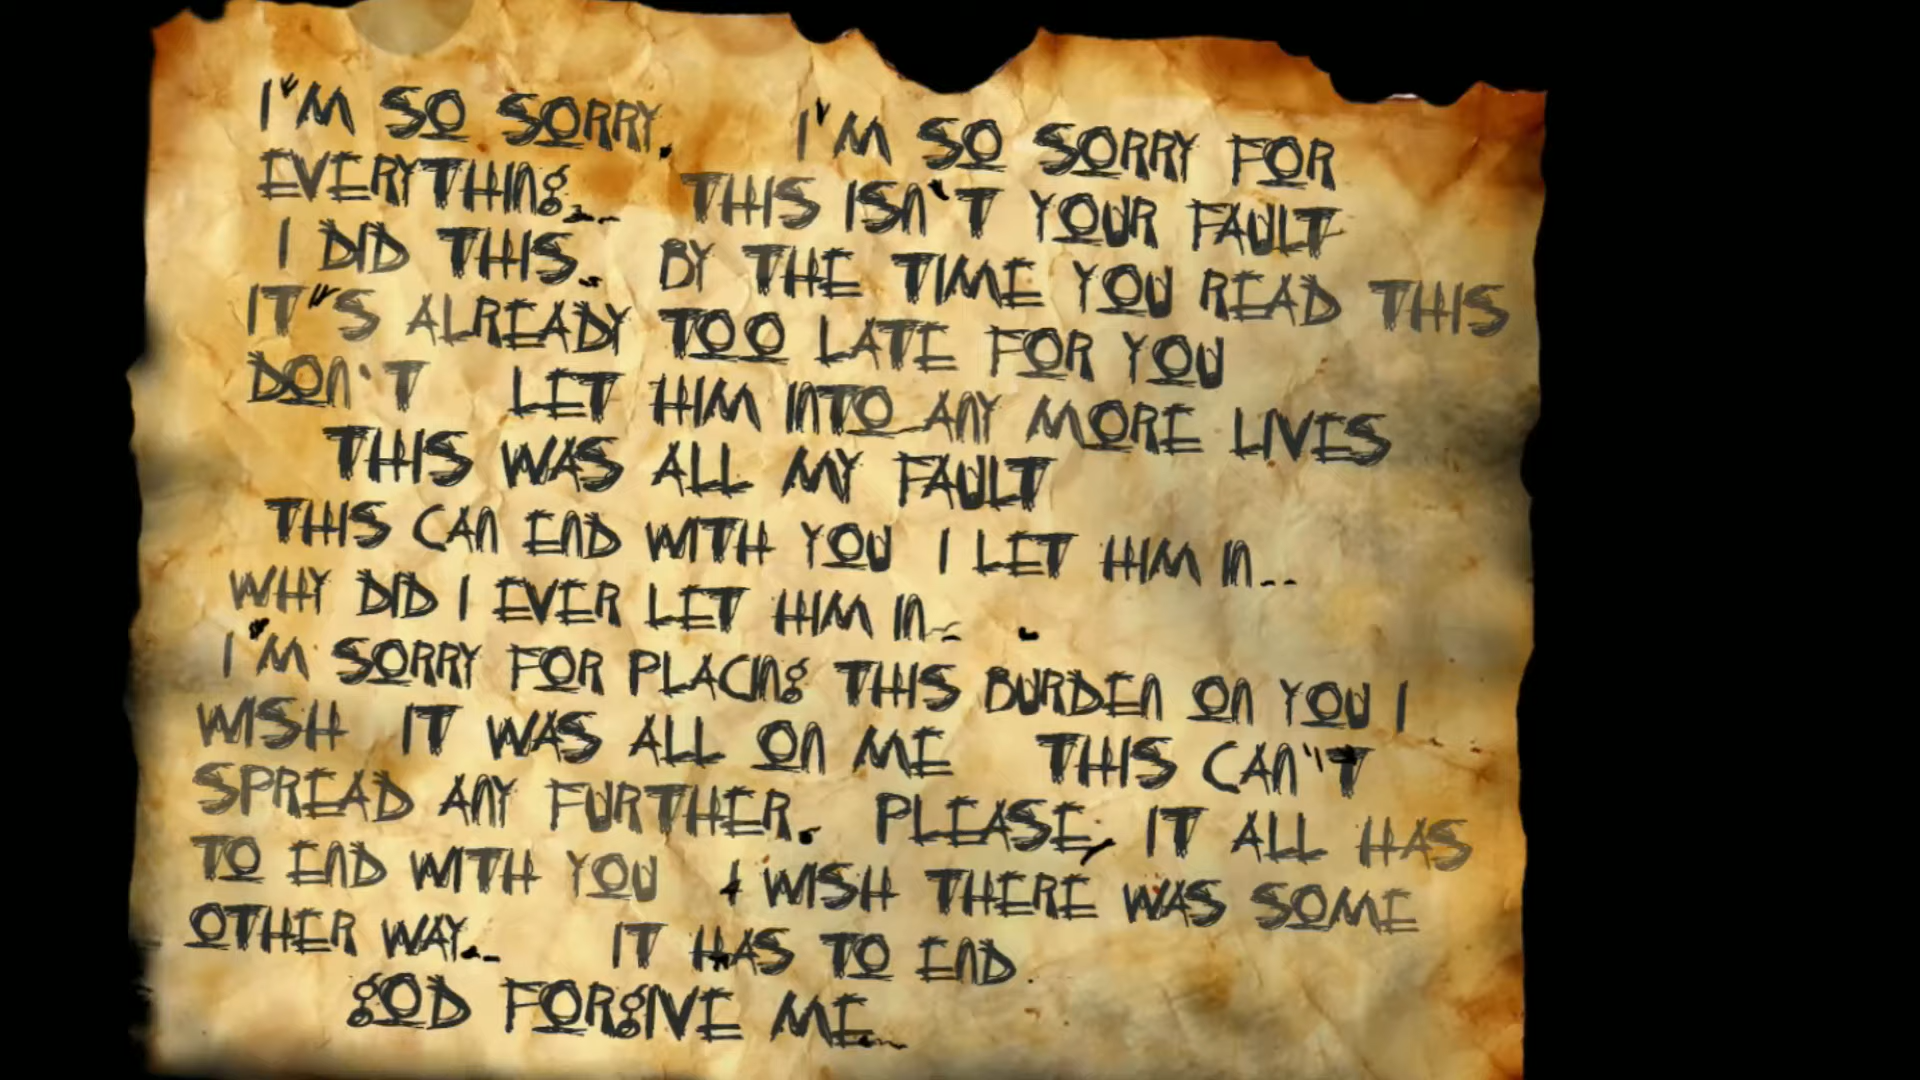 I'M SO SORRY. I'M SO SORRY FOR
EVERYTHING... THIS ISN'T YOUR FAULT
I DID THIS.. BY THE TIME YOU READ THIS
IT"S ALREADY TOO LATE FOR YOU
DON'T LET HIM INTO ANY MORE LIVES
THIS WAS ALL MY FAULT
THIS CAN END WITH YOU I LET HIM IN..
WHY DID I EVER LET HIM IN.. .
I'M SORRY FOR PLACING THIS BURDEN ON YOU I
WISH IT WAS ALL ON ME THIS CAN"T
SPREAD ANY FURTHER. PLEASE, IT ALL HAS
TO END WITH YOU I WISH THERE WAS SOME
OTHER WAY... IT HAS TO END.
GOD FORGIVE ME...